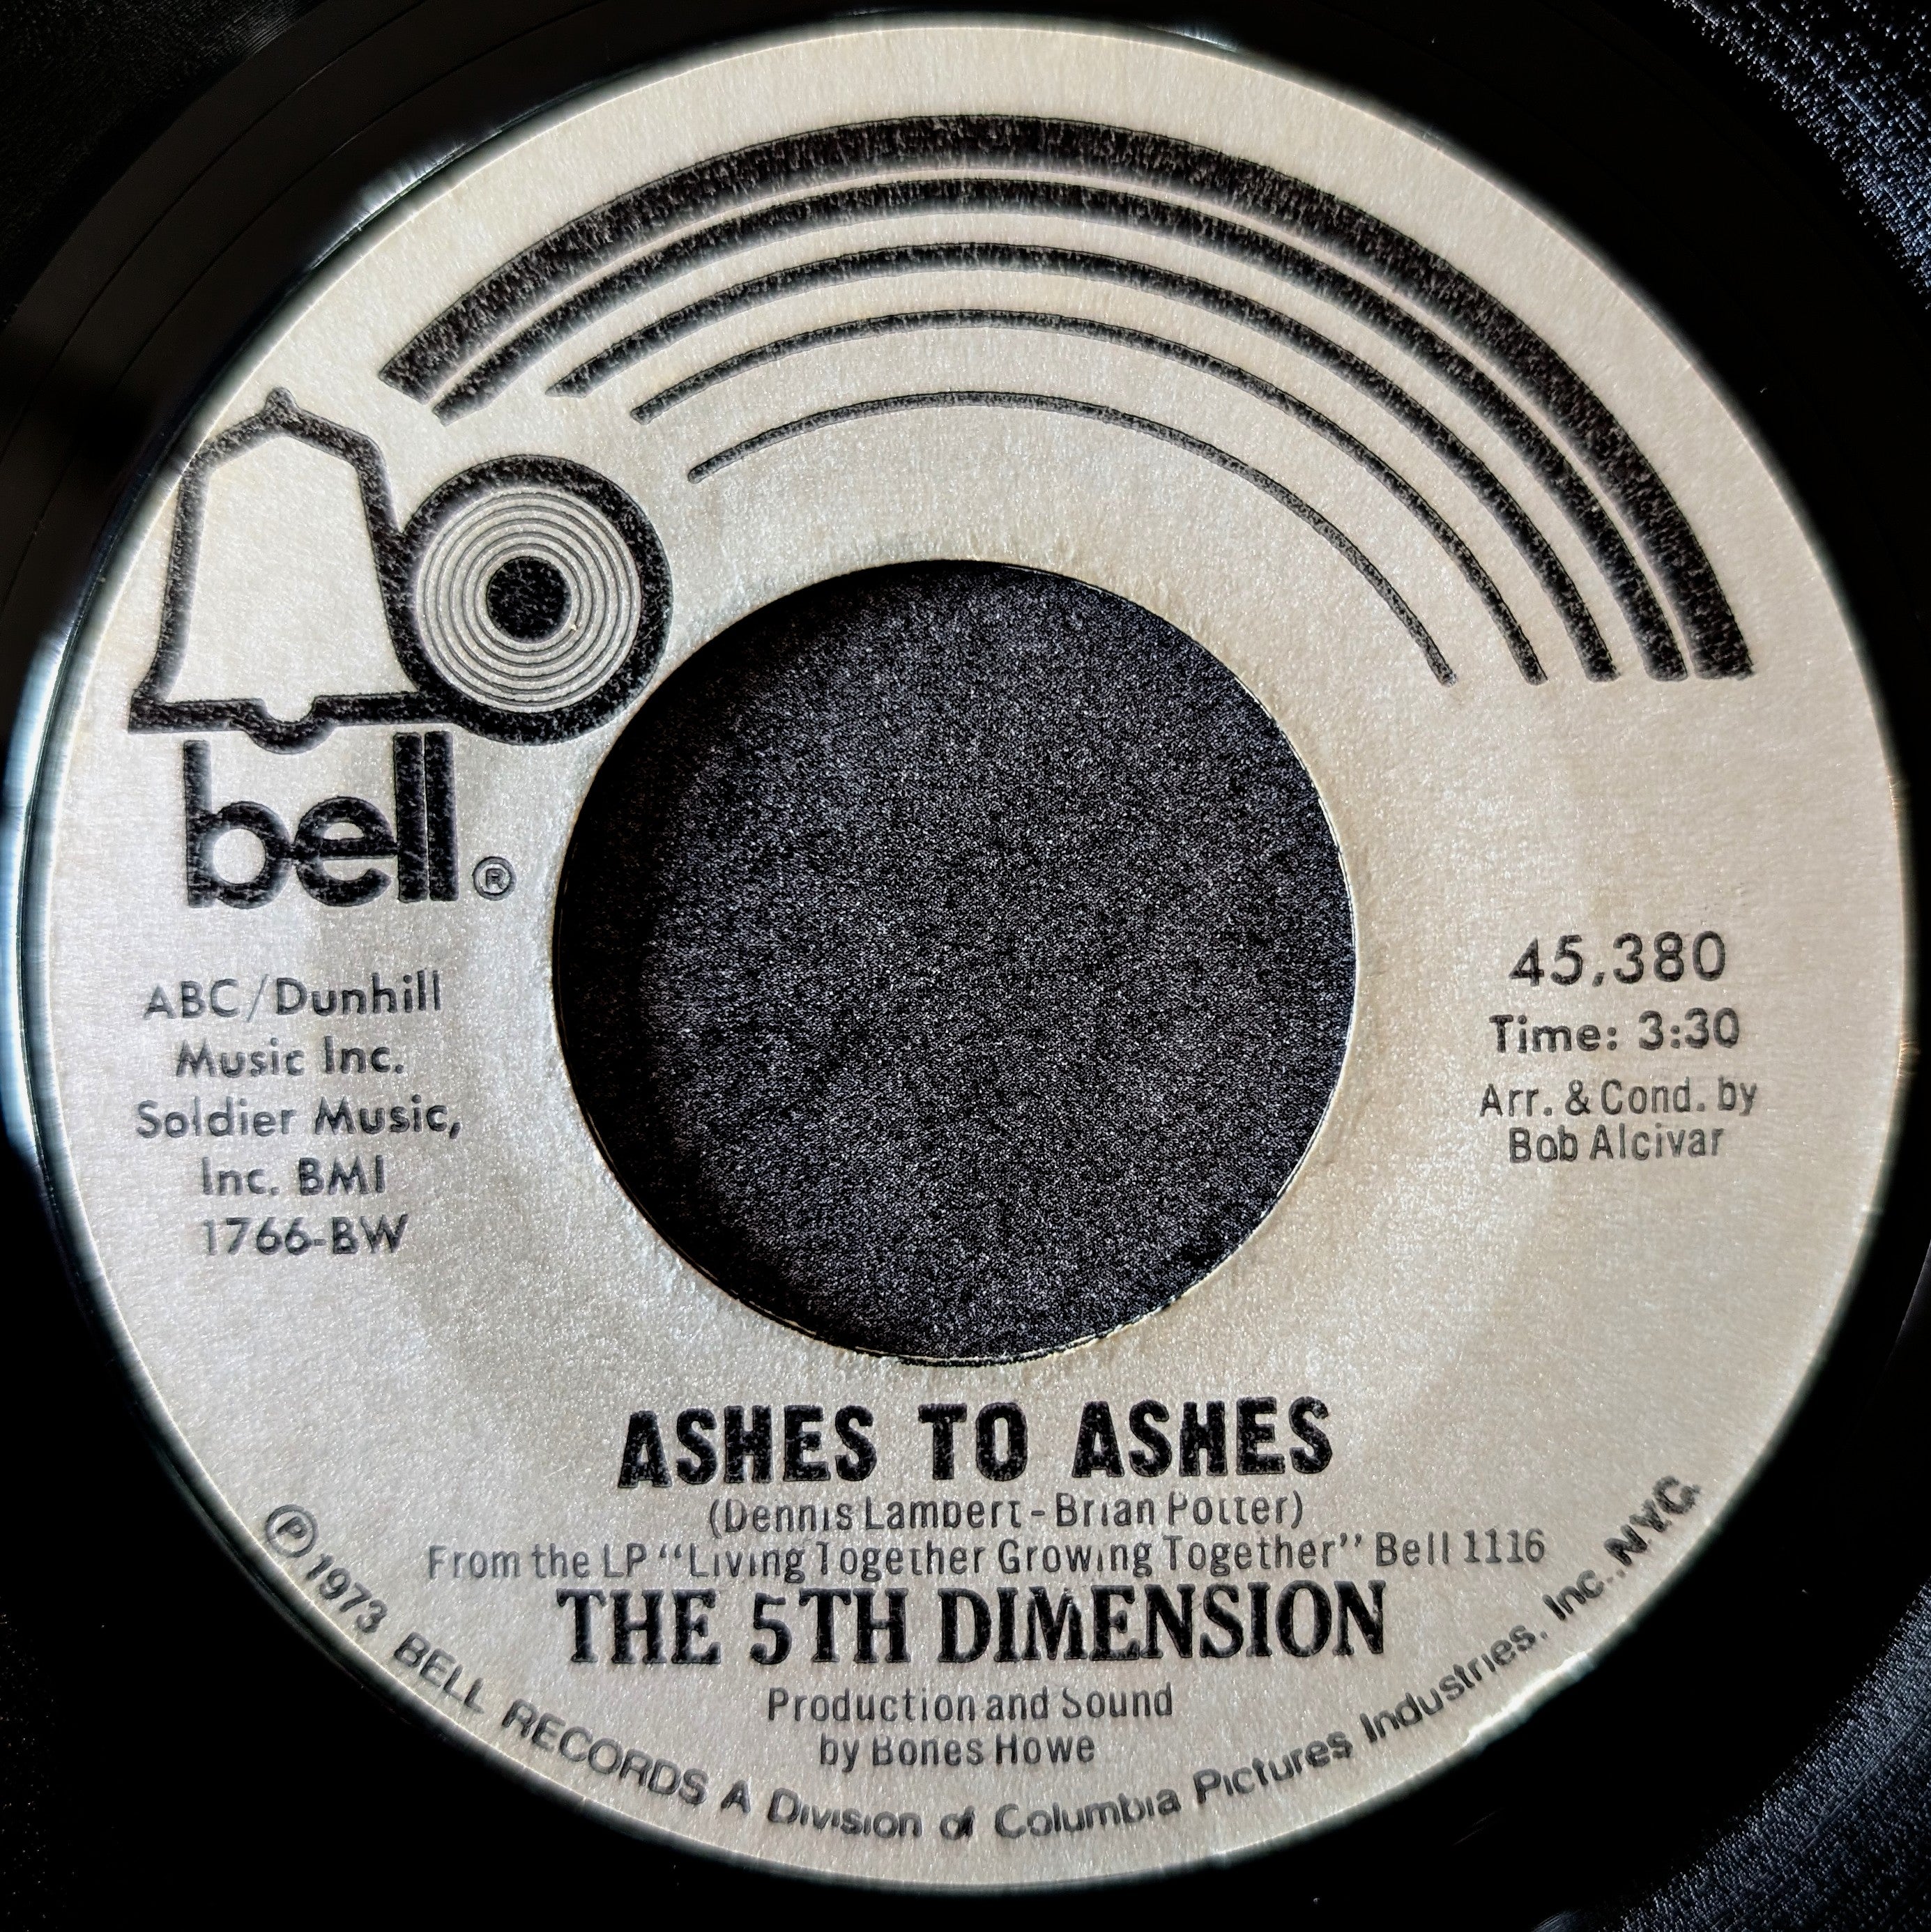 bell®
ABC/Dunhill
Music Inc.
Soldier Music,
Inc. BMI
1766-BW
45,380
Time: 3:30
Arr. & Cond. by
Bob Alcivar
ASHES TO ASHES
(Dennis Lambert - Brian Potter)
From the LP “Living Together Growing Together” Bell 1116
THE 5TH DIMENSION
Production and Sound
by Bones Howe
℗ 1973 BELL RECORDS A Division of Columbia Pictures Industries, Inc., N.Y.C.